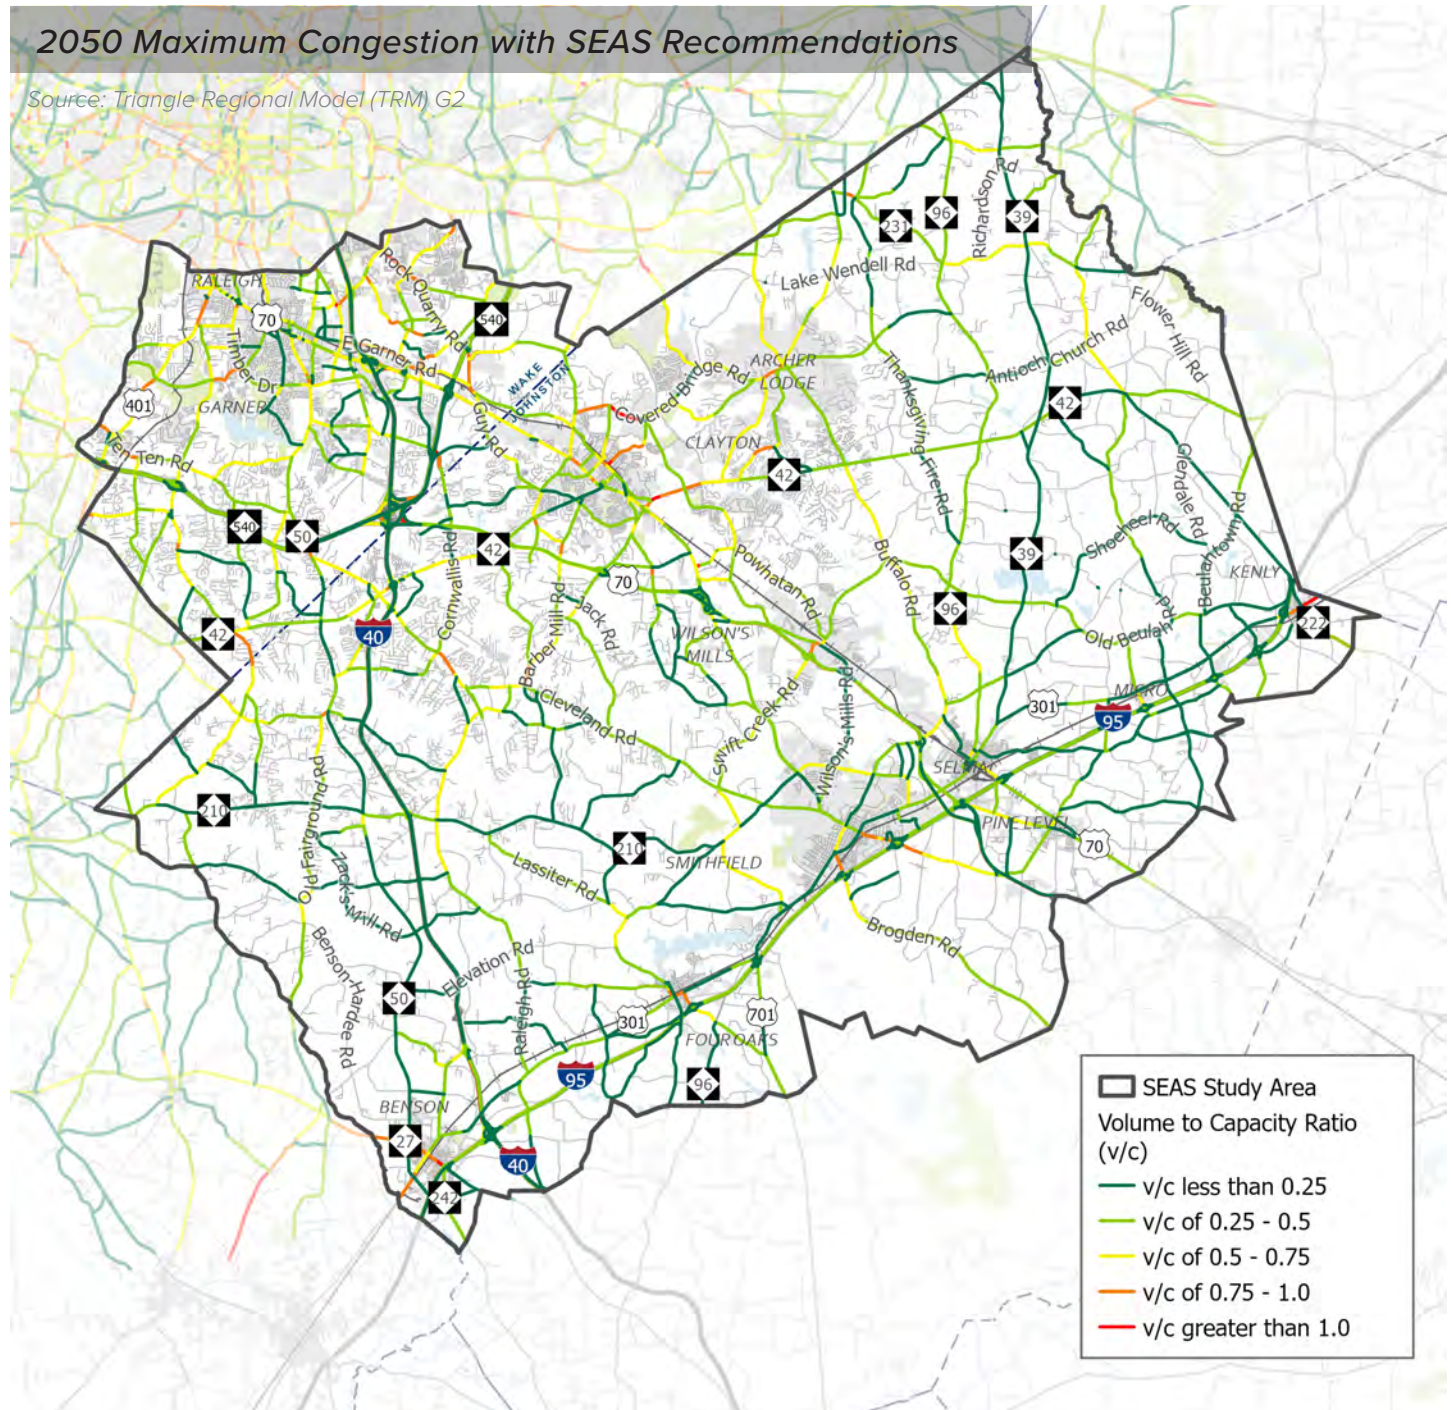 2050 Maximum Congestion with SEAS Recommendations
Source: Triangle Regional Model (TRM) G2
RALEIGH
70
Rock Quarry Rd
540
E Garner Rd
Timber Dr
GARNER
401
Ten-Ten Rd
WAKE
JOHNSTON
Guy Rd
Covered Bridge Rd
ARCHER
LODGE
CLAYTON
42
231
96
Richardson Rd
39
Lake Wendell Rd
Flower Hill Rd
Antioch Church Rd
42
Thanksgiving Fire Rd
Glendale Rd
Shoeheel Rd
Beulahtown Rd
KENLY
222
39
96
Old Beulah Rd
Buffalo Rd
Powhatan Rd
540
50
42
70
Cornwallis Rd
Barber Mill Rd
Jack Rd
WILSON'S
MILLS
42
40
Cleveland Rd
Swift Creek Rd
Wilson's Mills Rd
301
MICRO
95
SELMA
PINE LEVEL
70
210
Old Fairground Rd
Zack's Mill Rd
Lassiter Rd
210
SMITHFIELD
Brogden Rd
Benson Hardee Rd
50
Elevation Rd
Raleigh Rd
301
701
FOUR OAKS
96
95
BENSON
27
40
242
SEAS Study Area
Volume to Capacity Ratio
(v/c)
v/c less than 0.25
v/c of 0.25 - 0.5
v/c of 0.5 - 0.75
v/c of 0.75 - 1.0
v/c greater than 1.0